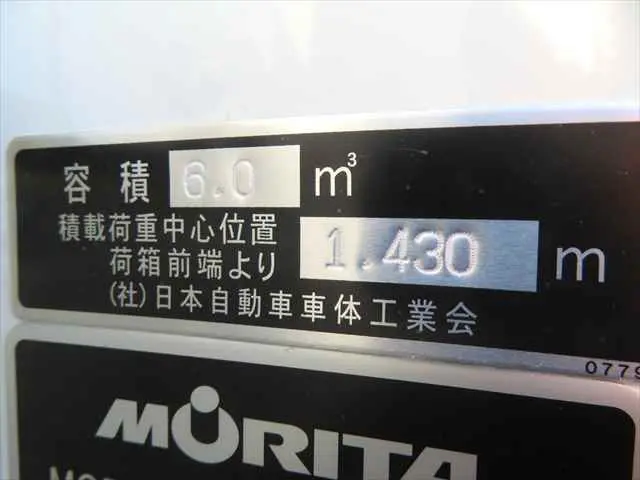 容積 6.0 m³
積載荷重中心位置
荷箱前端より 1.430 m
(社)日本自動車車体工業会
0779
MORITA